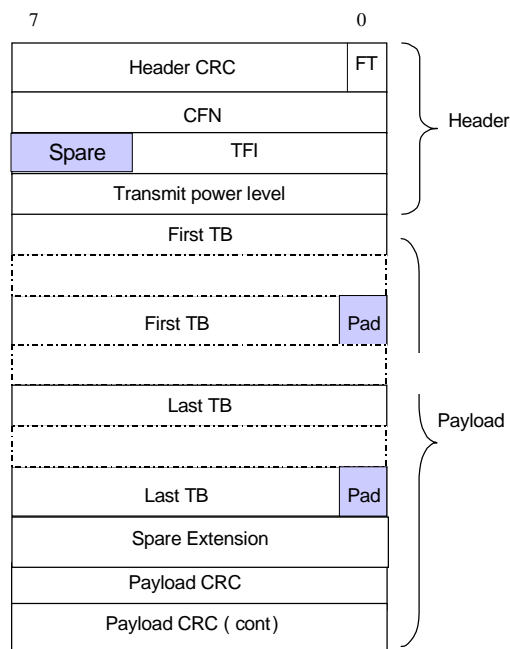 7 0
Header CRC FT
Header
CFN
Spare TFI
Transmit power level
First TB
First TB Pad
Last TB
Payload
Last TB Pad
Spare Extension
Payload CRC
Payload CRC ( cont)